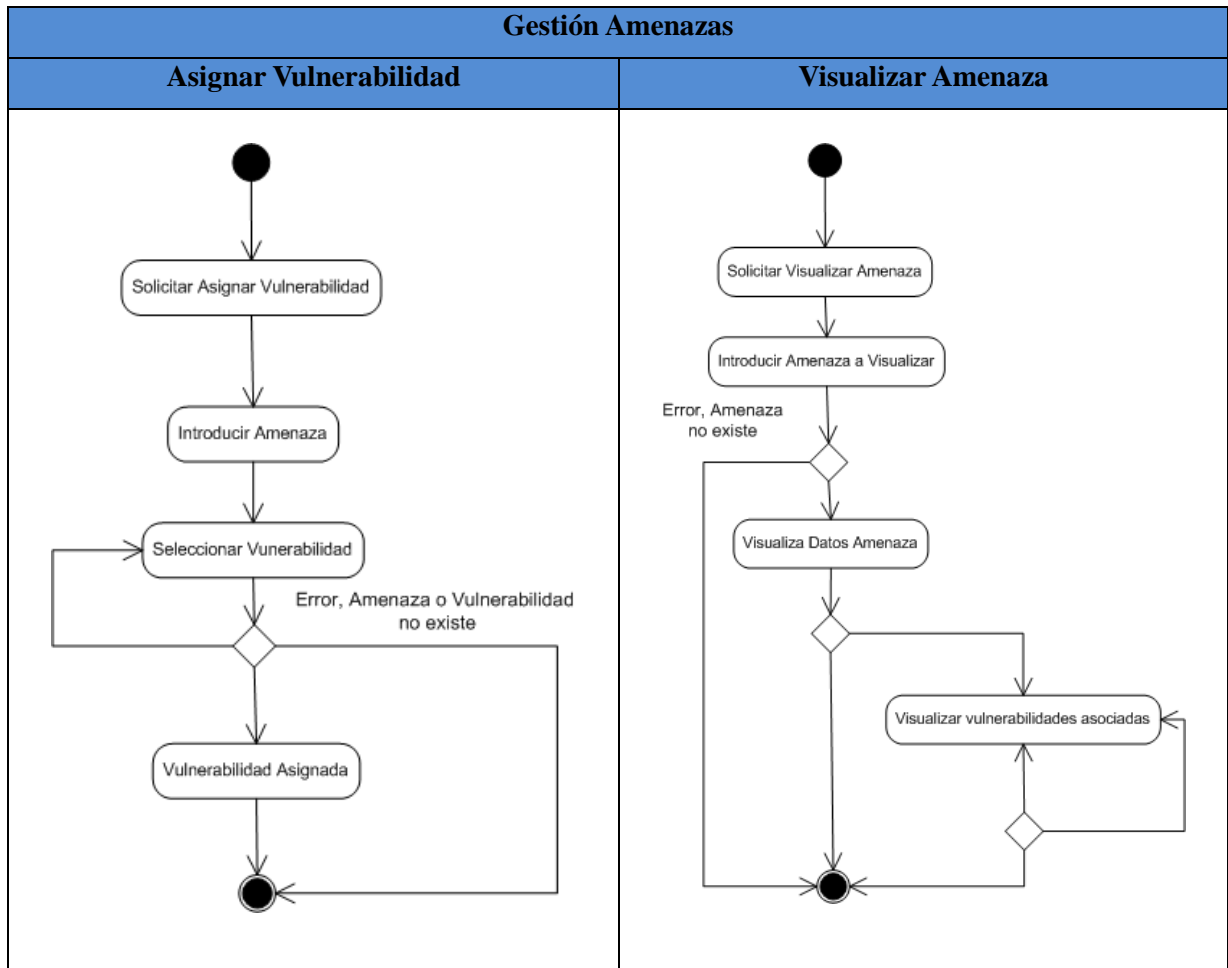 Gestión Amenazas
Asignar Vulnerabilidad
Visualizar Amenaza
Solicitar Asignar Vulnerabilidad
Introducir Amenaza
Seleccionar Vunerabilidad
Error, Amenaza o Vulnerabilidad
no existe
Vulnerabilidad Asignada
Solicitar Visualizar Amenaza
Introducir Amenaza a Visualizar
Error, Amenaza
no existe
Visualiza Datos Amenaza
Visualizar vulnerabilidades asociadas